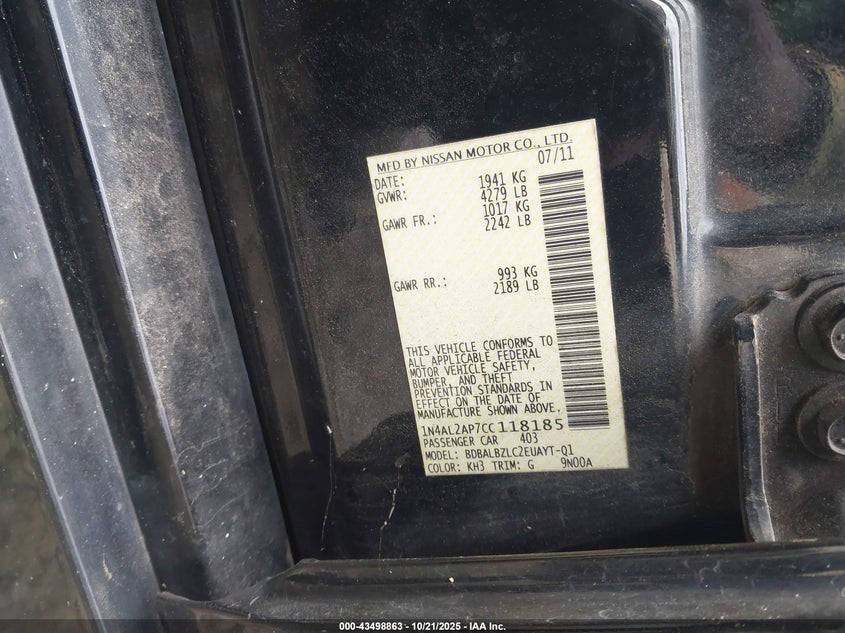 MFD BY NISSAN MOTOR CO., LTD.
DATE: 07/11
GVWR: 1941 KG
4279 LB
GAWR FR.: 1017 KG
2242 LB
GAWR RR.: 993 KG
2189 LB
THIS VEHICLE CONFORMS TO
ALL APPLICABLE FEDERAL
MOTOR VEHICLE SAFETY,
BUMPER, AND THEFT
PREVENTION STANDARDS IN
EFFECT ON THE DATE OF
MANUFACTURE SHOWN ABOVE.
1N4AL2AP7CC118185
PASSENGER CAR 403
MODEL: BDBALBZLC2EUAYT-Q1
COLOR: KH3 TRIM: G 9N00A
000-43498863 - 10/21/2025 - IAA Inc.